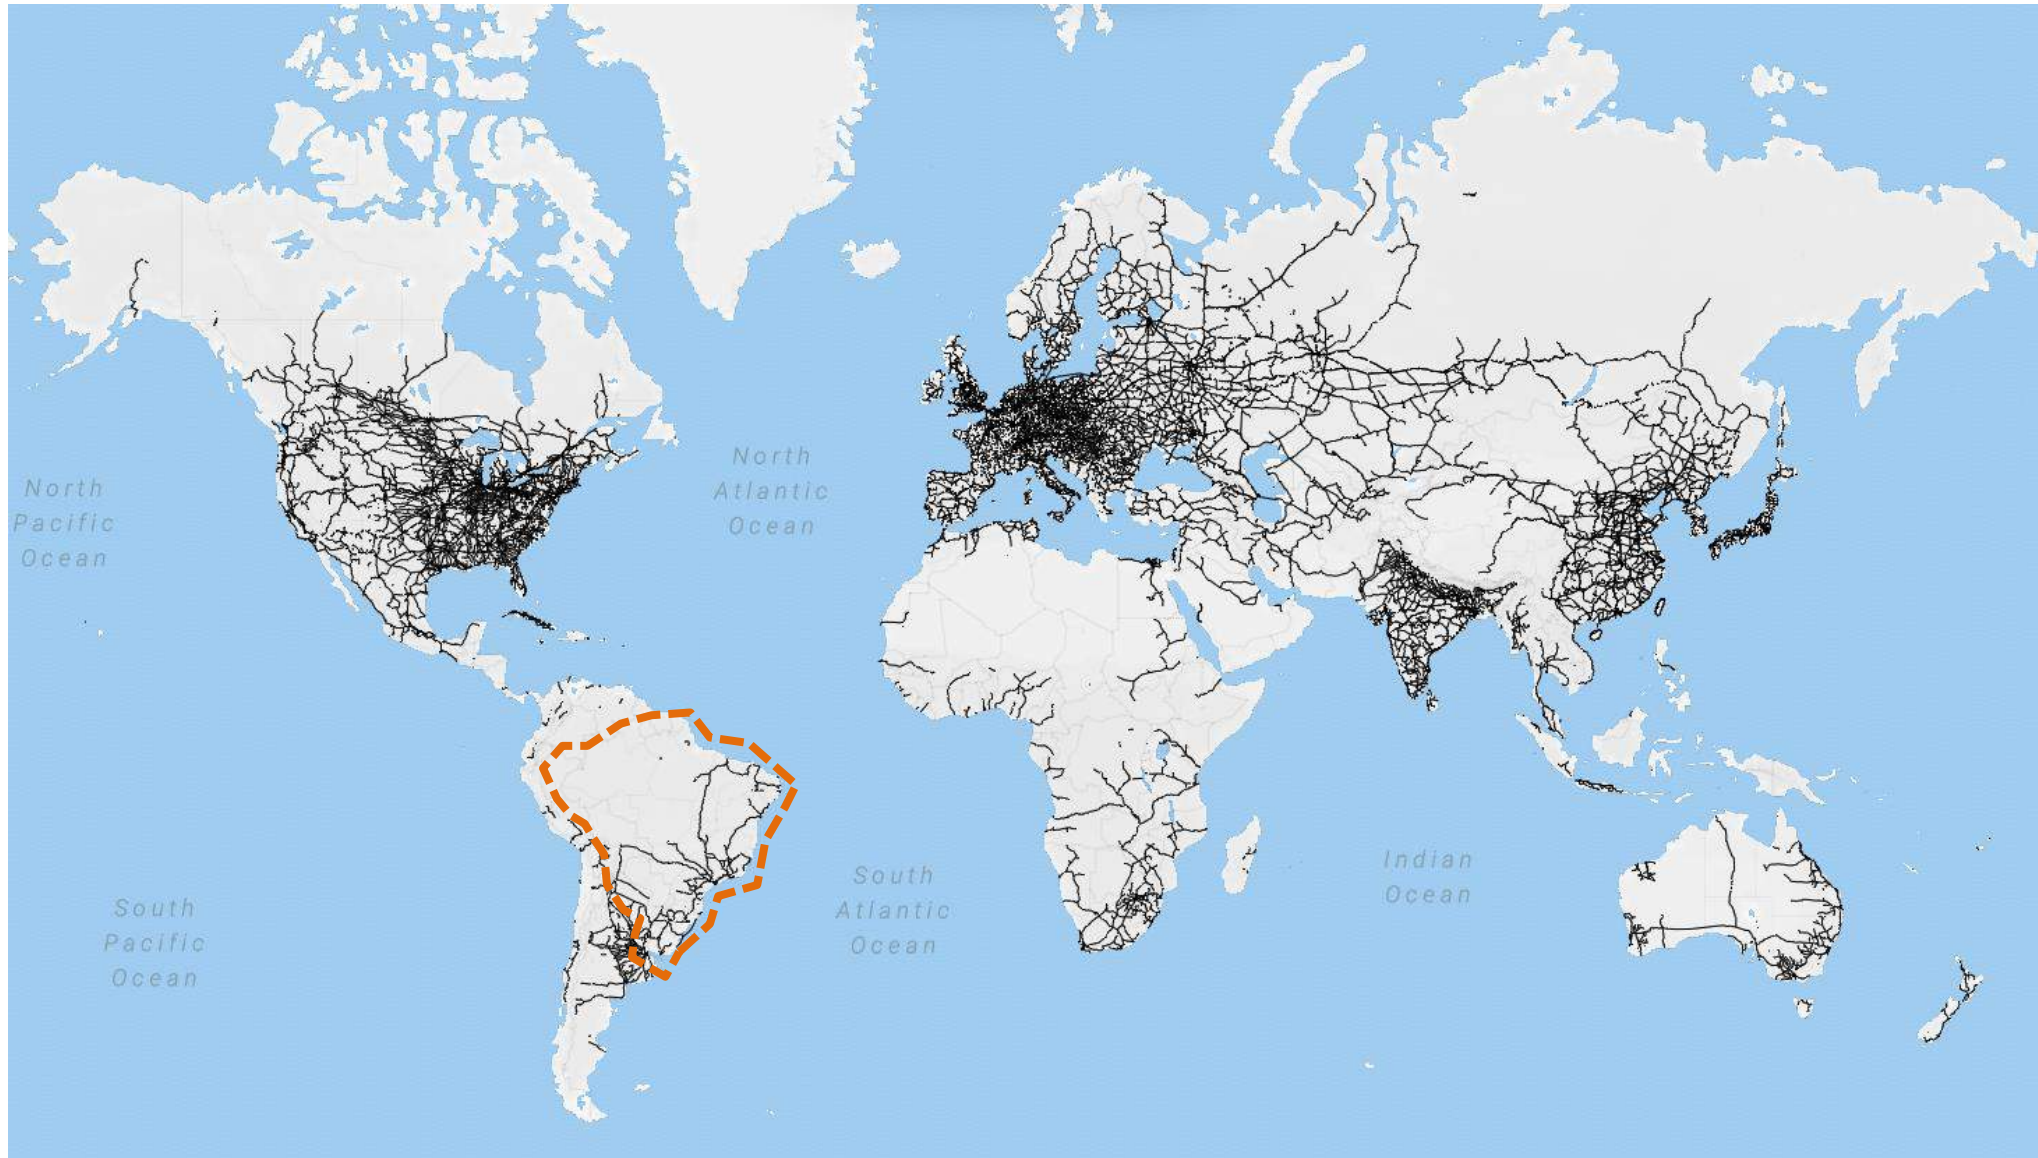 North
Pacific
Ocean
North
Atlantic
Ocean
South
Pacific
Ocean
South
Atlantic
Ocean
Indian
Ocean